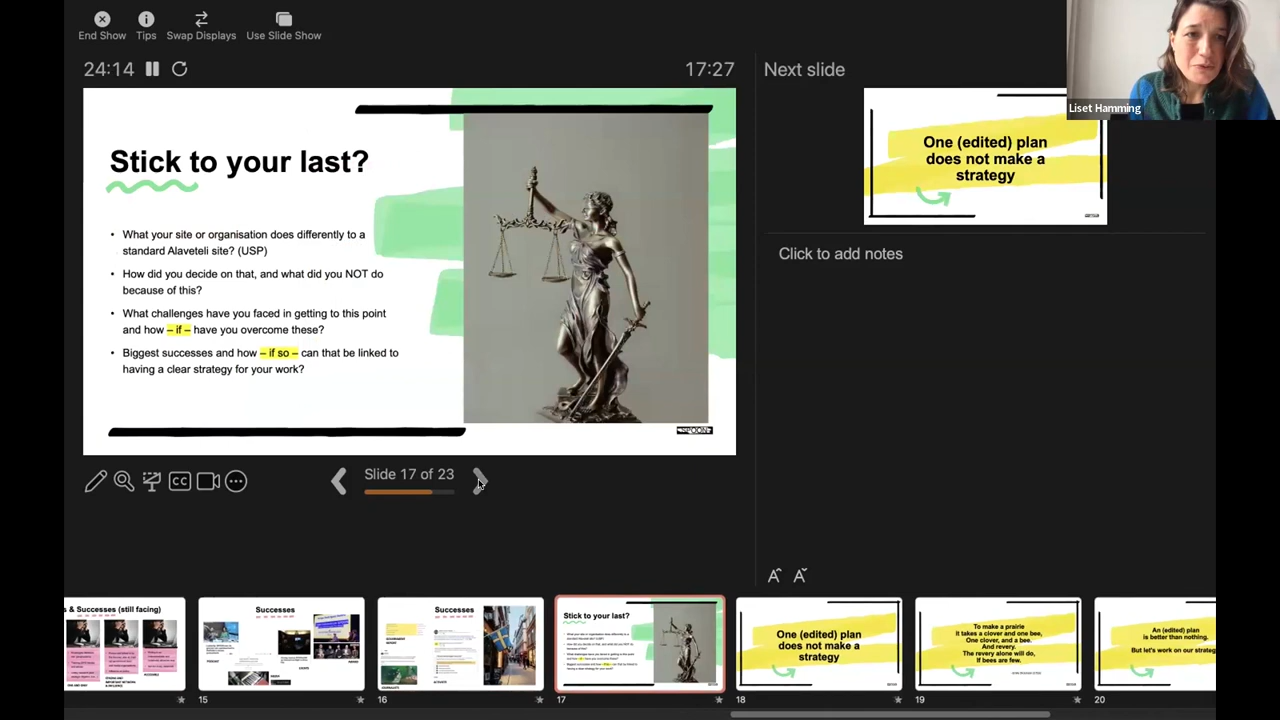 End Show
Tips
Swap Displays
Use Slide Show
24:14
17:27
Next slide
Liset Hamming
Stick to your last?
• What your site or organisation does differently to a
standard Alaveteli site? (USP)
• How did you decide on that, and what did you NOT do
because of this?
• What challenges have you faced in getting to this point
and how – if – have you overcome these?
• Biggest successes and how – if so – can that be linked to
having a clear strategy for your work?
SPOON
One (edited) plan
does not make a
strategy
Click to add notes
CC
Slide 17 of 23
s & Successes (still facing)
Successes
15
Successes
16
Stick to your last?
17
One (edited) plan
does not make a
strategy
18
To make a prairie
it takes a clover and one bee,
One clover, and a bee.
And revery.
The revery alone will do,
If bees are few.
19
An (edited) plan
is better than nothing.
But let's work on our strateg
20